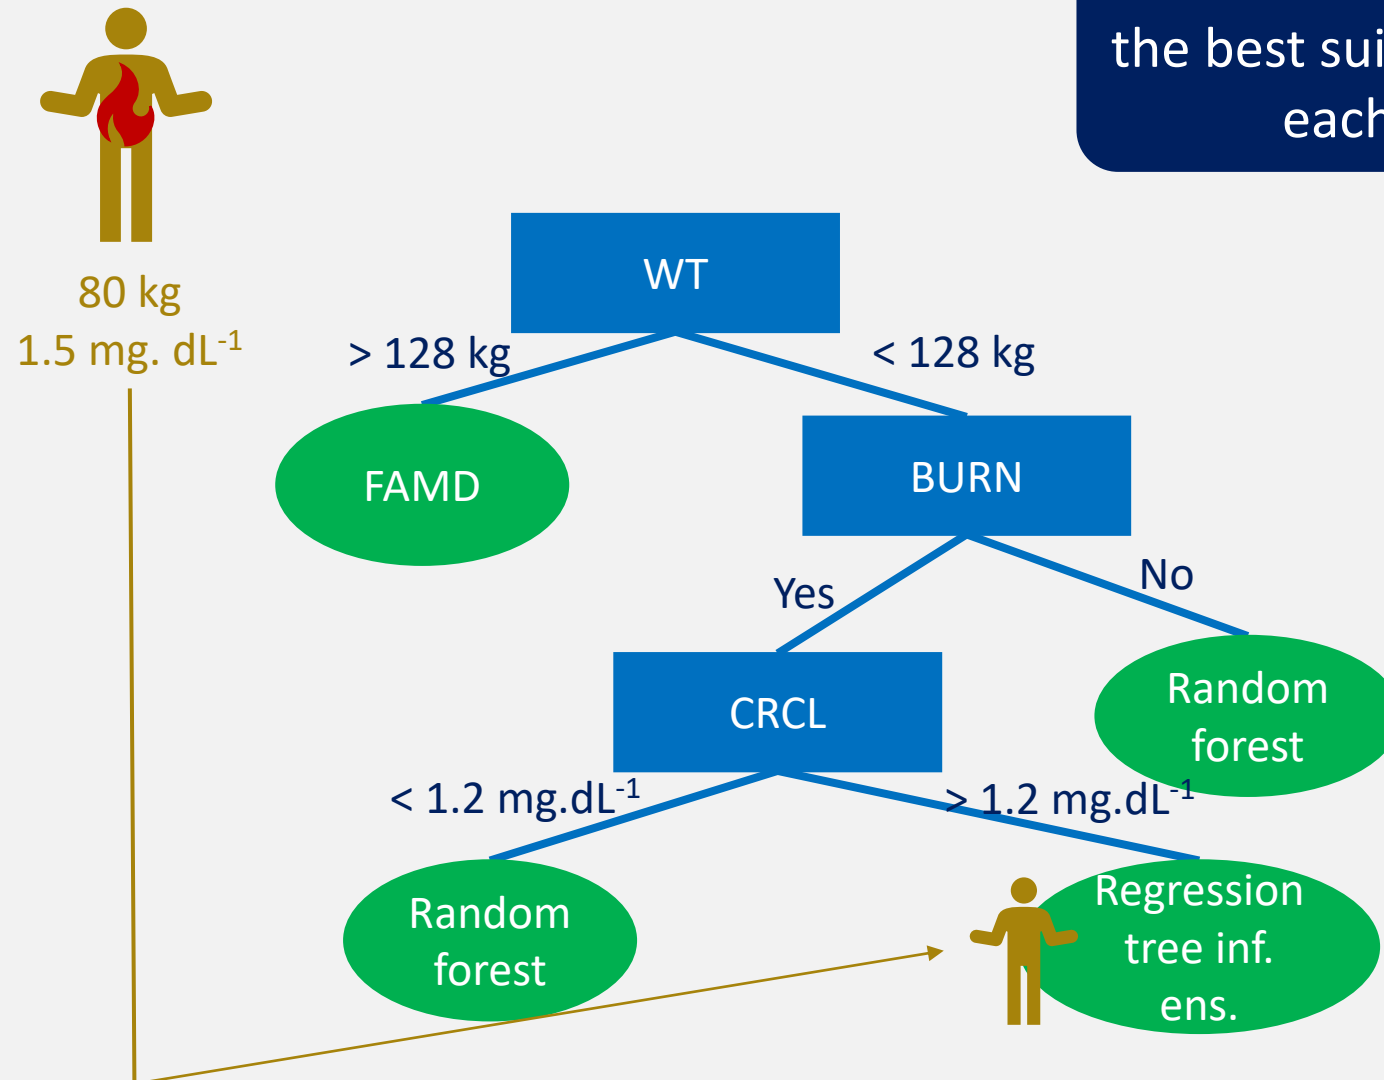 the best sui
each
80 kg
1.5 mg. dL⁻¹
WT
> 128 kg
< 128 kg
FAMD
BURN
Yes
No
CRCL
Random
forest
< 1.2 mg.dL⁻¹
> 1.2 mg.dL⁻¹
Random
forest
Regression
tree inf.
ens.